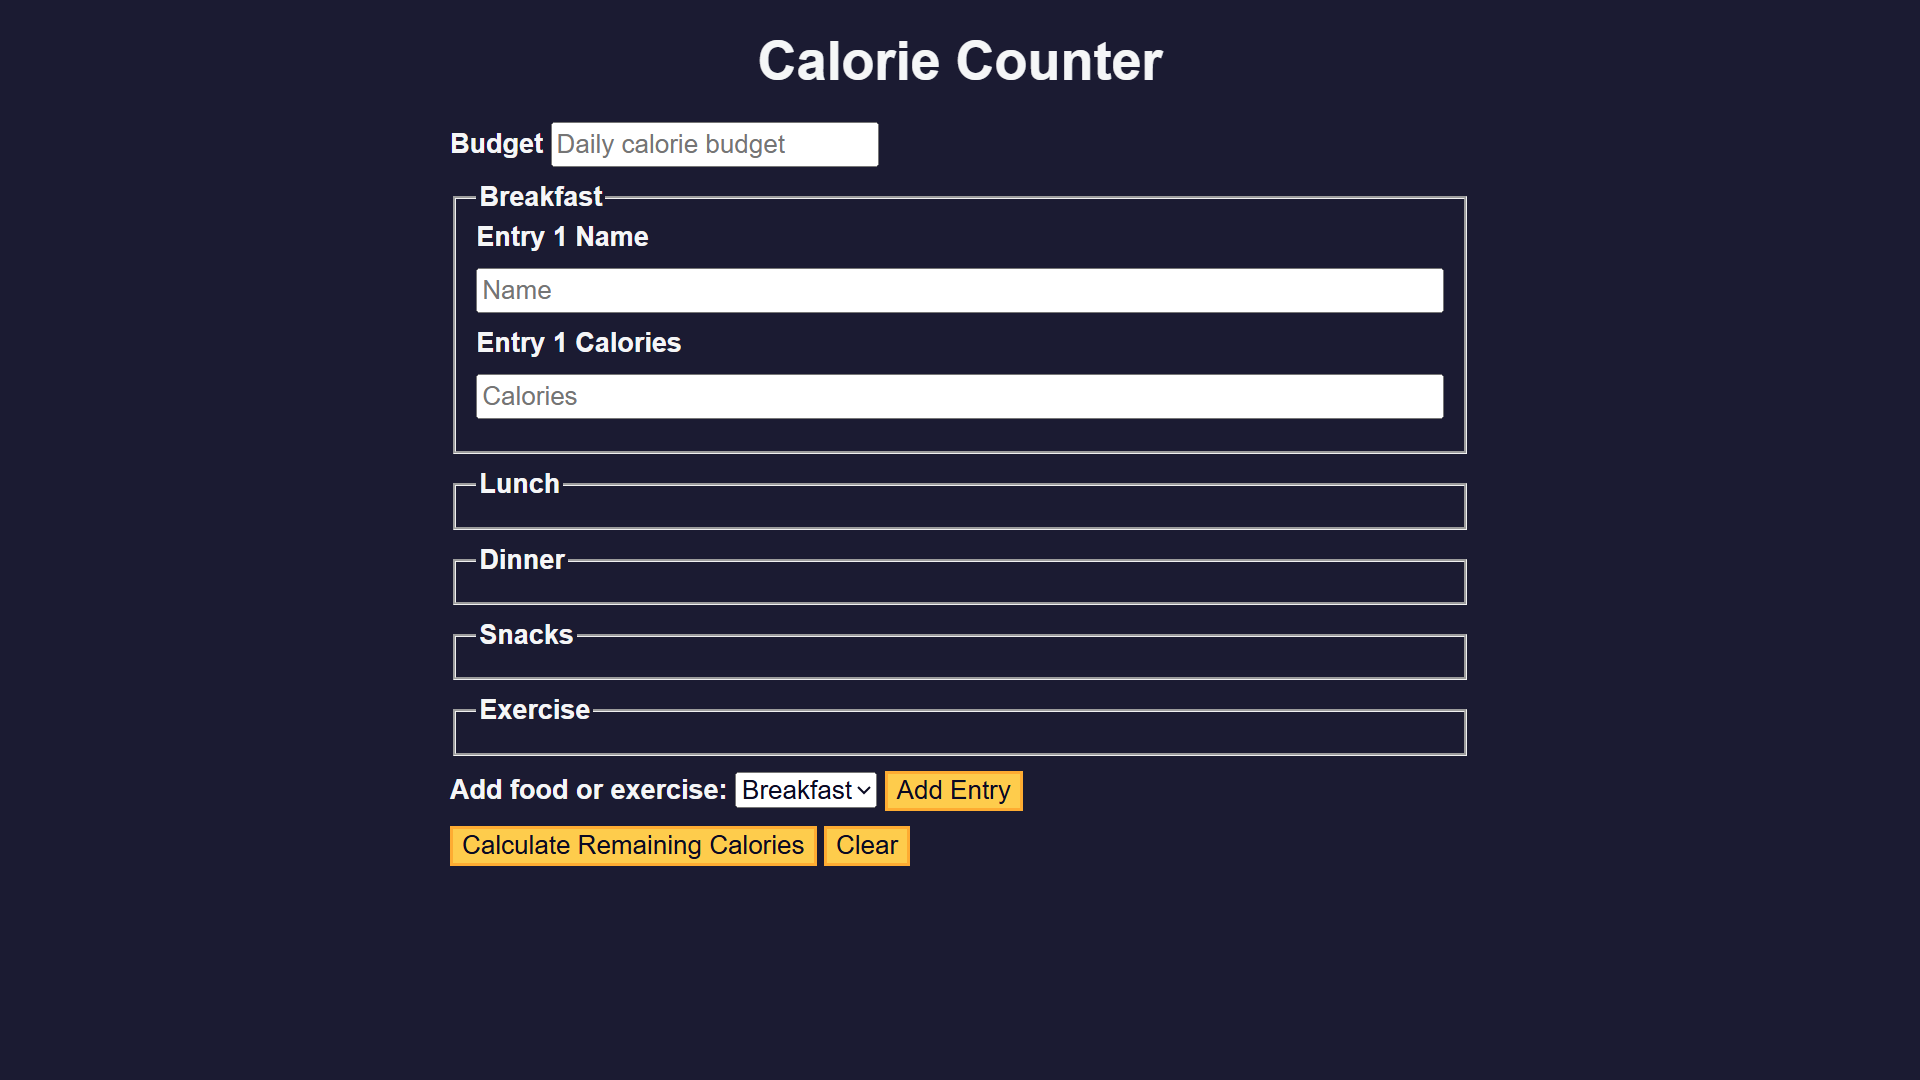 Calorie Counter
Budget Daily calorie budget
Breakfast
Entry 1 Name
Name
Entry 1 Calories
Calories
Lunch
Dinner
Snacks
Exercise
Add food or exercise: Breakfast Add Entry
Calculate Remaining Calories Clear